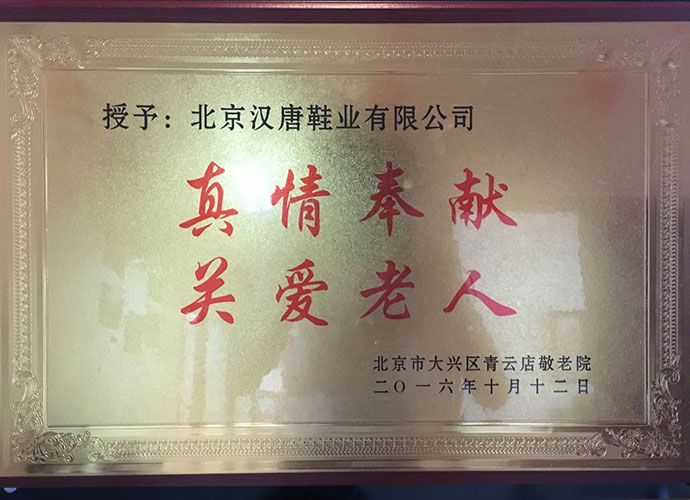 授予：北京汉唐鞋业有限公司
真情奉献
关爱老人
北京市大兴区青云店敬老院
二〇一六年十月十二日